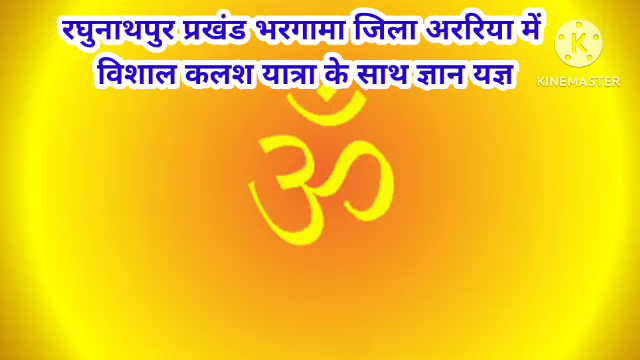 रघुनाथपुर प्रखंड भरगामा जिला अररिया में
विशाल कलश यात्रा के साथ ज्ञान यज्ञ
K
KINEMASTER
ॐ